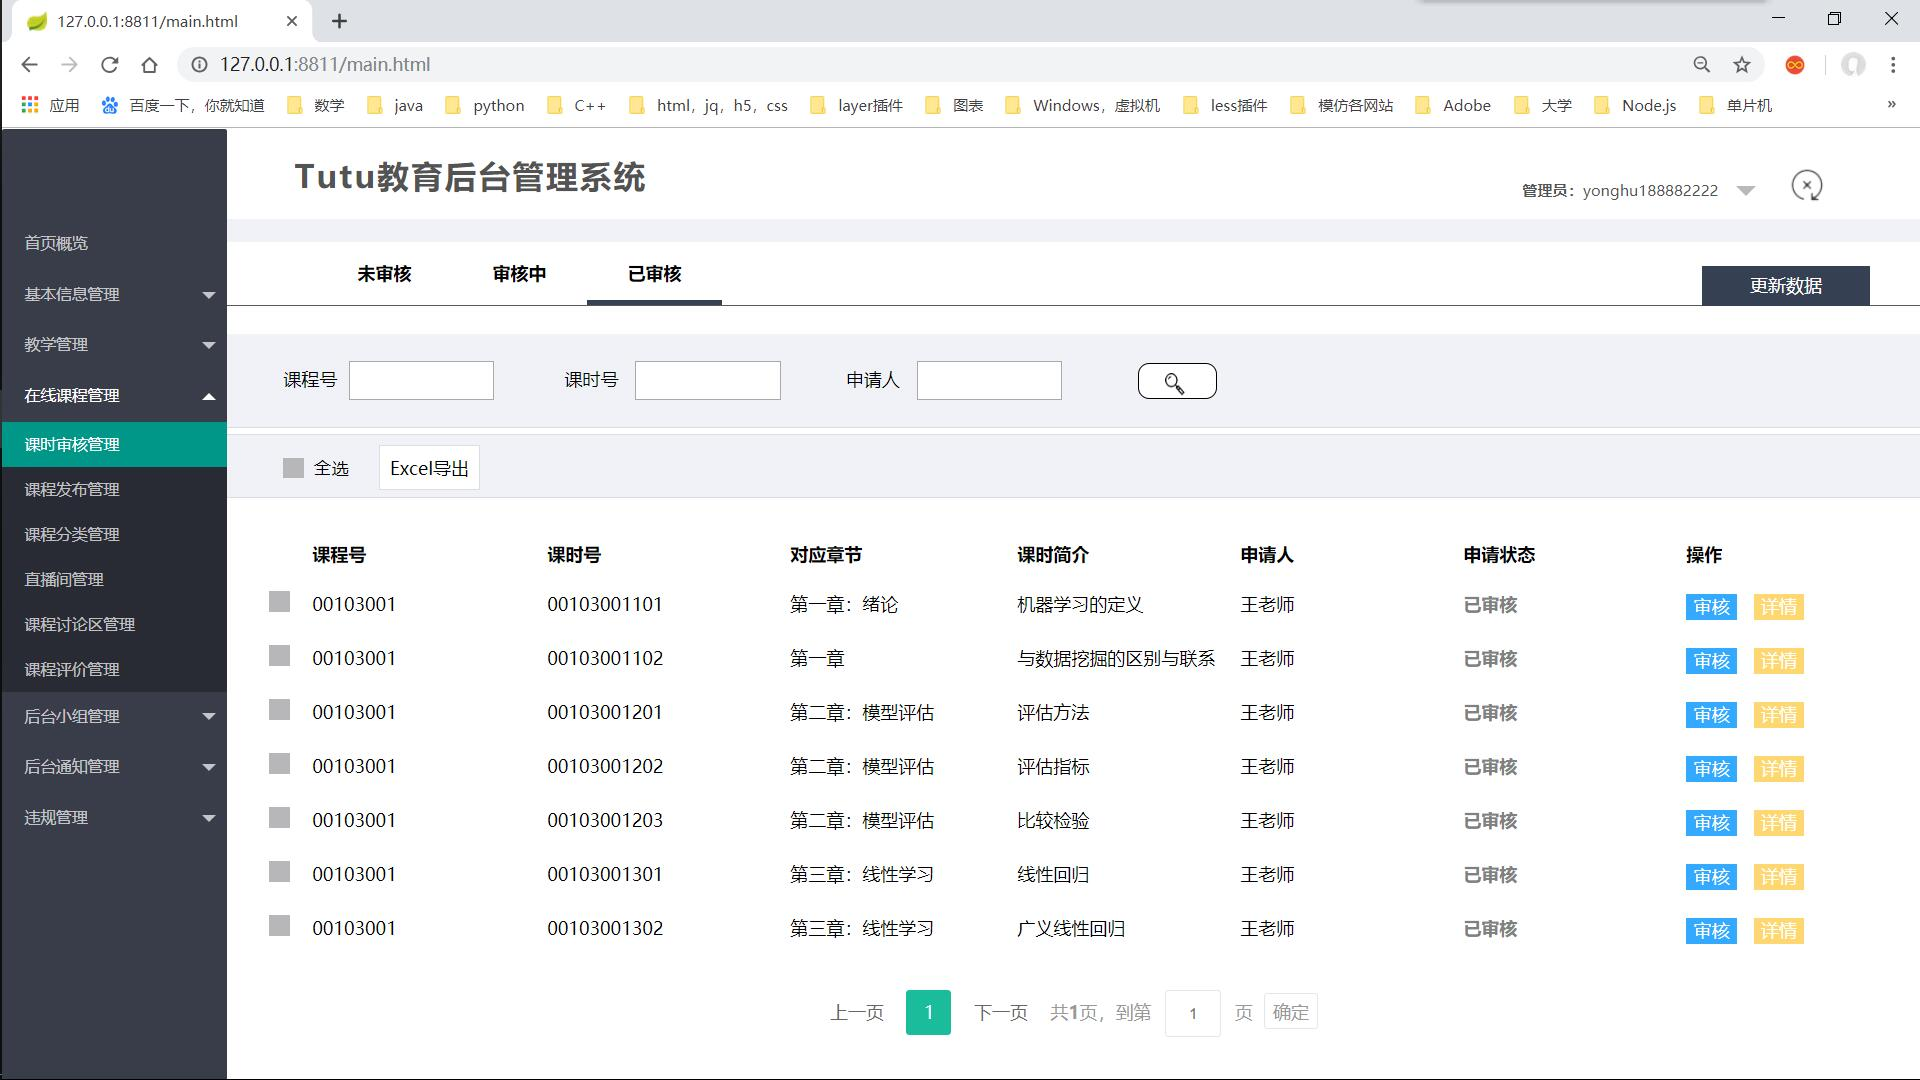 127.0.0.1:8811/main.html
127.0.0.1:8811/main.html
应用 百度一下，你就知道 数学 java python C++ html，jq，h5，css layer插件 图表 Windows，虚拟机 less插件 模仿各网站 Adobe 大学 Node.js 单片机 »
Tutu教育后台管理系统
管理员：yonghu188882222
首页概览
基本信息管理
教学管理
在线课程管理
课时审核管理
课程发布管理
课程分类管理
直播间管理
课程讨论区管理
课程评价管理
后台小组管理
后台通知管理
违规管理
未审核 审核中 已审核
更新数据
课程号 课时号 申请人
全选 Excel导出
课程号 课时号 对应章节 课时简介 申请人 申请状态 操作
00103001 00103001101 第一章：绪论 机器学习的定义 王老师 已审核 审核 详情
00103001 00103001102 第一章 与数据挖掘的区别与联系 王老师 已审核 审核 详情
00103001 00103001201 第二章：模型评估 评估方法 王老师 已审核 审核 详情
00103001 00103001202 第二章：模型评估 评估指标 王老师 已审核 审核 详情
00103001 00103001203 第二章：模型评估 比较检验 王老师 已审核 审核 详情
00103001 00103001301 第三章：线性学习 线性回归 王老师 已审核 审核 详情
00103001 00103001302 第三章：线性学习 广义线性回归 王老师 已审核 审核 详情
上一页 1 下一页 共1页，到第 1 页 确定